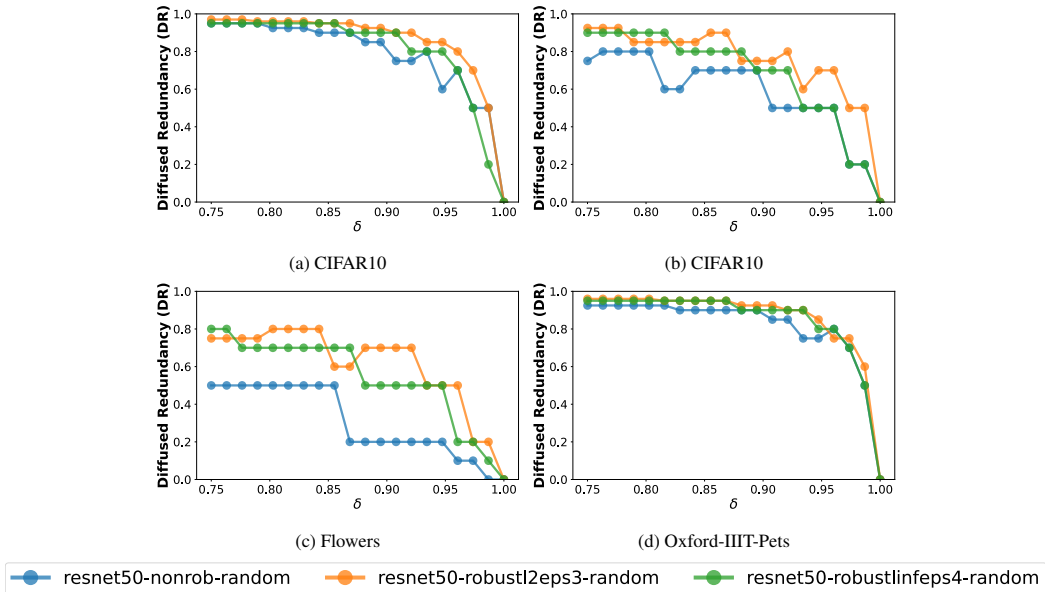 1.0
0.8
0.6
0.4
0.2
0.0
Diffused Redundancy (DR)
0.75 0.80 0.85 0.90 0.95 1.00
δ
(a) CIFAR10
1.0
0.8
0.6
0.4
0.2
0.0
Diffused Redundancy (DR)
0.75 0.80 0.85 0.90 0.95 1.00
δ
(b) CIFAR10
1.0
0.8
0.6
0.4
0.2
0.0
Diffused Redundancy (DR)
0.75 0.80 0.85 0.90 0.95 1.00
δ
(c) Flowers
1.0
0.8
0.6
0.4
0.2
0.0
Diffused Redundancy (DR)
0.75 0.80 0.85 0.90 0.95 1.00
δ
(d) Oxford-IIIT-Pets
resnet50-nonrob-random resnet50-robustl2eps3-random resnet50-robustlinfeps4-random